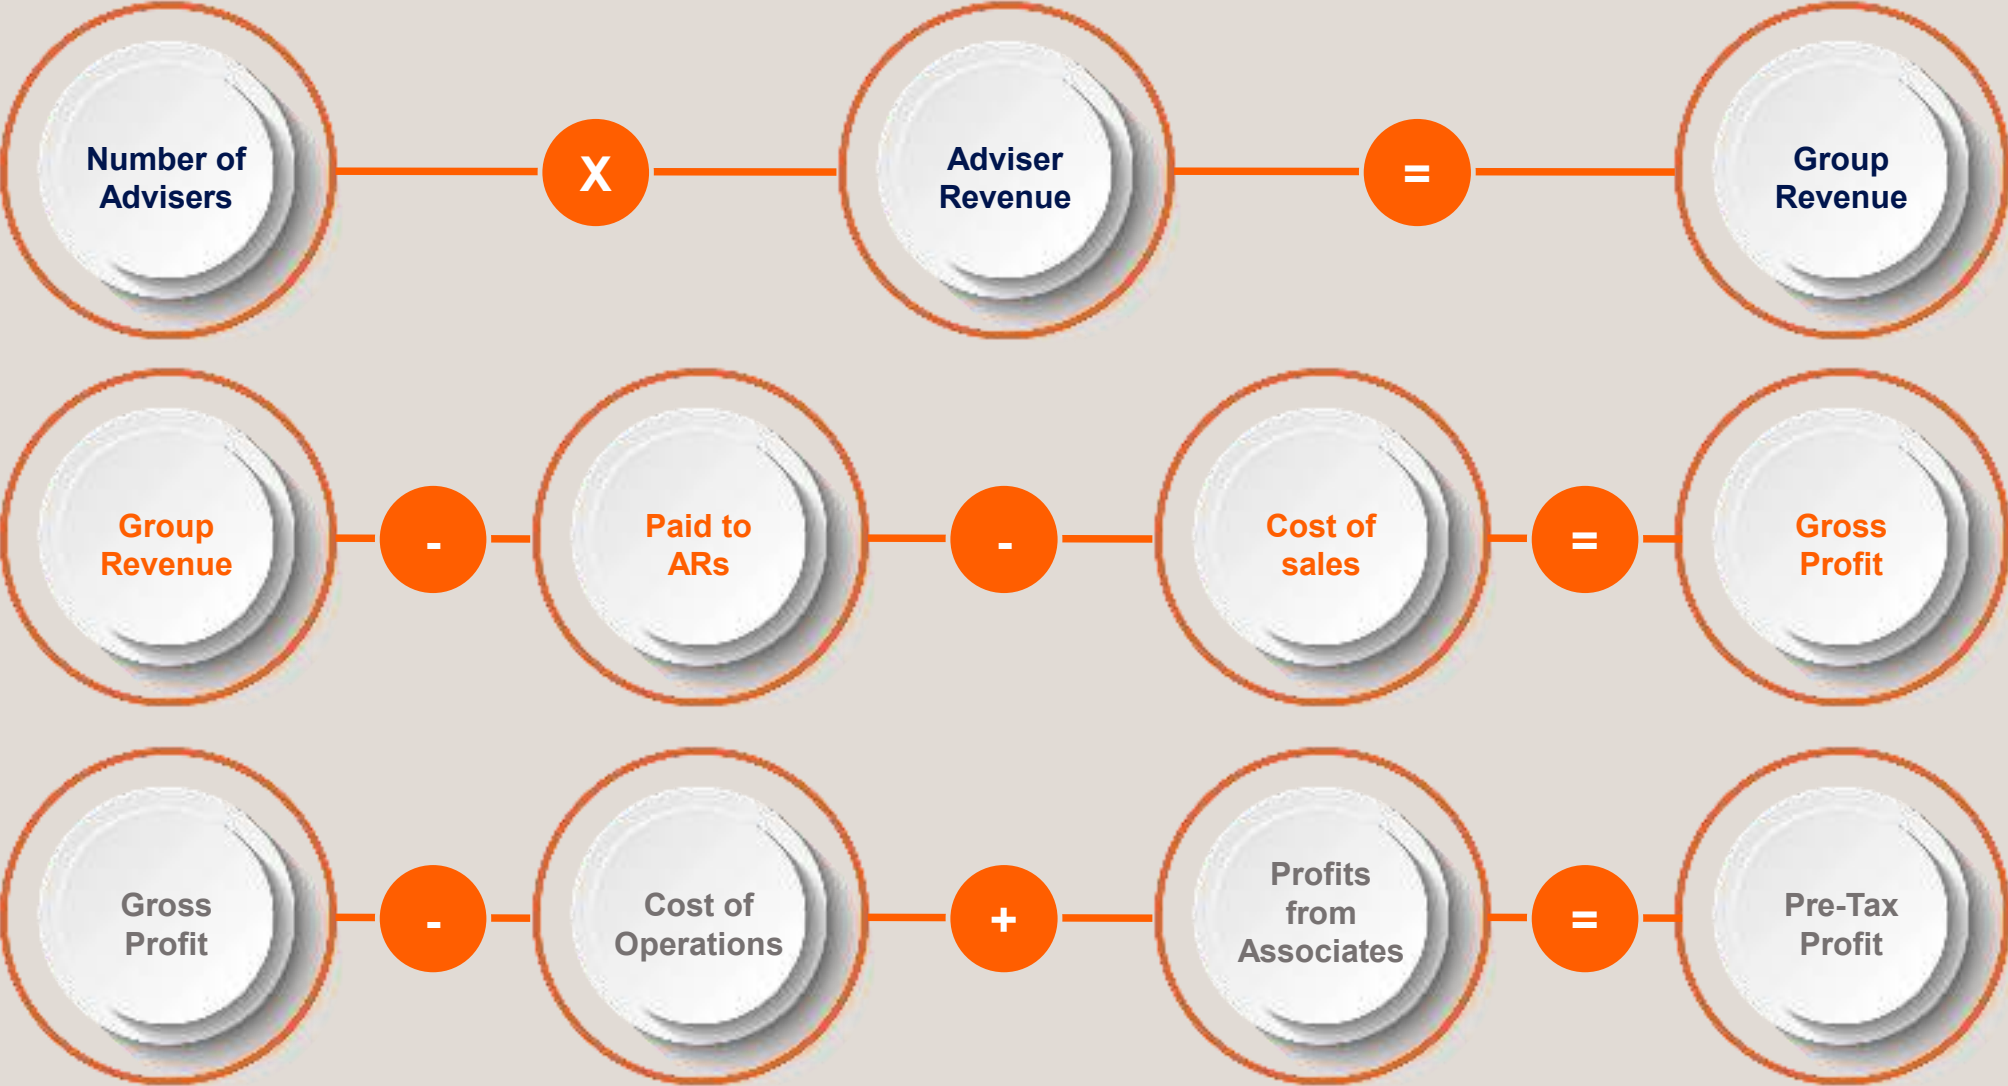 Number of
Advisers
X
Adviser
Revenue
=
Group
Revenue
Group
Revenue
-
Paid to
ARs
-
Cost of
sales
=
Gross
Profit
Gross
Profit
-
Cost of
Operations
+
Profits
from
Associates
=
Pre-Tax
Profit